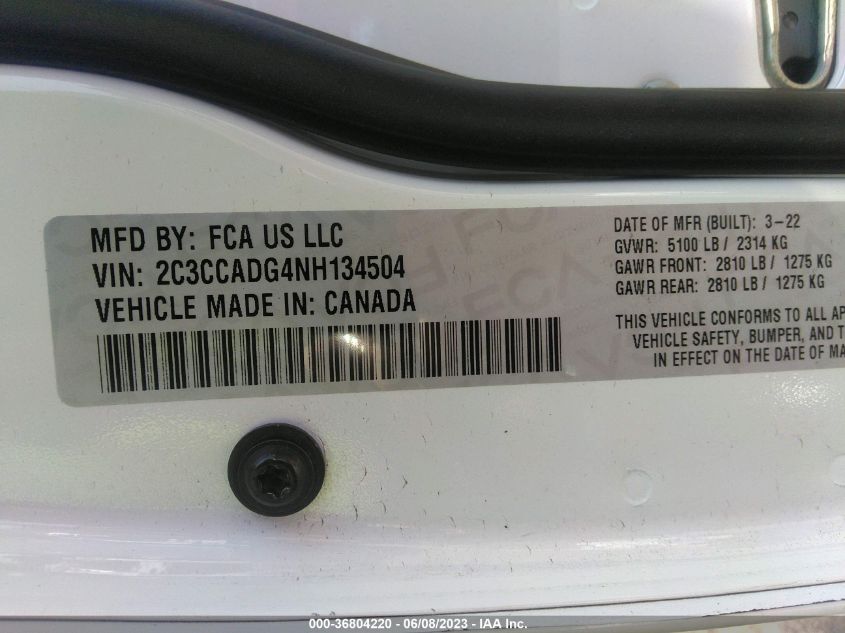 MFD BY: FCA US LLC
VIN: 2C3CCADG4NH134504
VEHICLE MADE IN: CANADA
DATE OF MFR (BUILT): 3-22
GVWR: 5100 LB / 2314 KG
GAWR FRONT: 2810 LB / 1275 KG
GAWR REAR: 2810 LB / 1275 KG
THIS VEHICLE CONFORMS TO ALL AP
VEHICLE SAFETY, BUMPER, AND T
IN EFFECT ON THE DATE OF MA
000-36804220 - 06/08/2023 - IAA Inc.